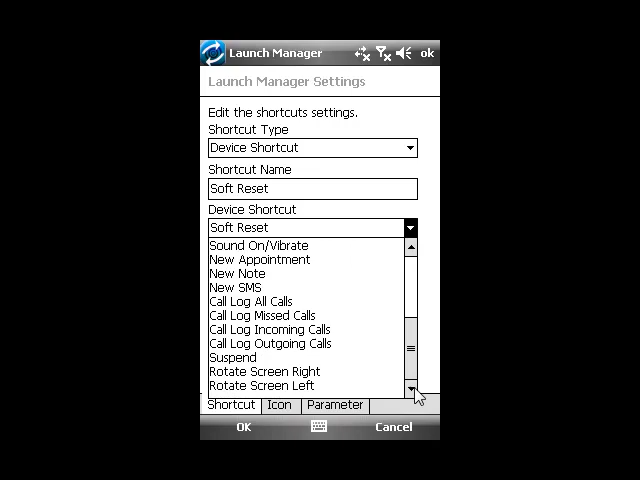 Launch Manager ok
Launch Manager Settings
Edit the shortcuts settings.
Shortcut Type
Device Shortcut
Shortcut Name
Soft Reset
Device Shortcut
Soft Reset
Sound On/Vibrate
New Appointment
New Note
New SMS
Call Log All Calls
Call Log Missed Calls
Call Log Incoming Calls
Call Log Outgoing Calls
Suspend
Rotate Screen Right
Rotate Screen Left
Shortcut Icon Parameter
OK Cancel